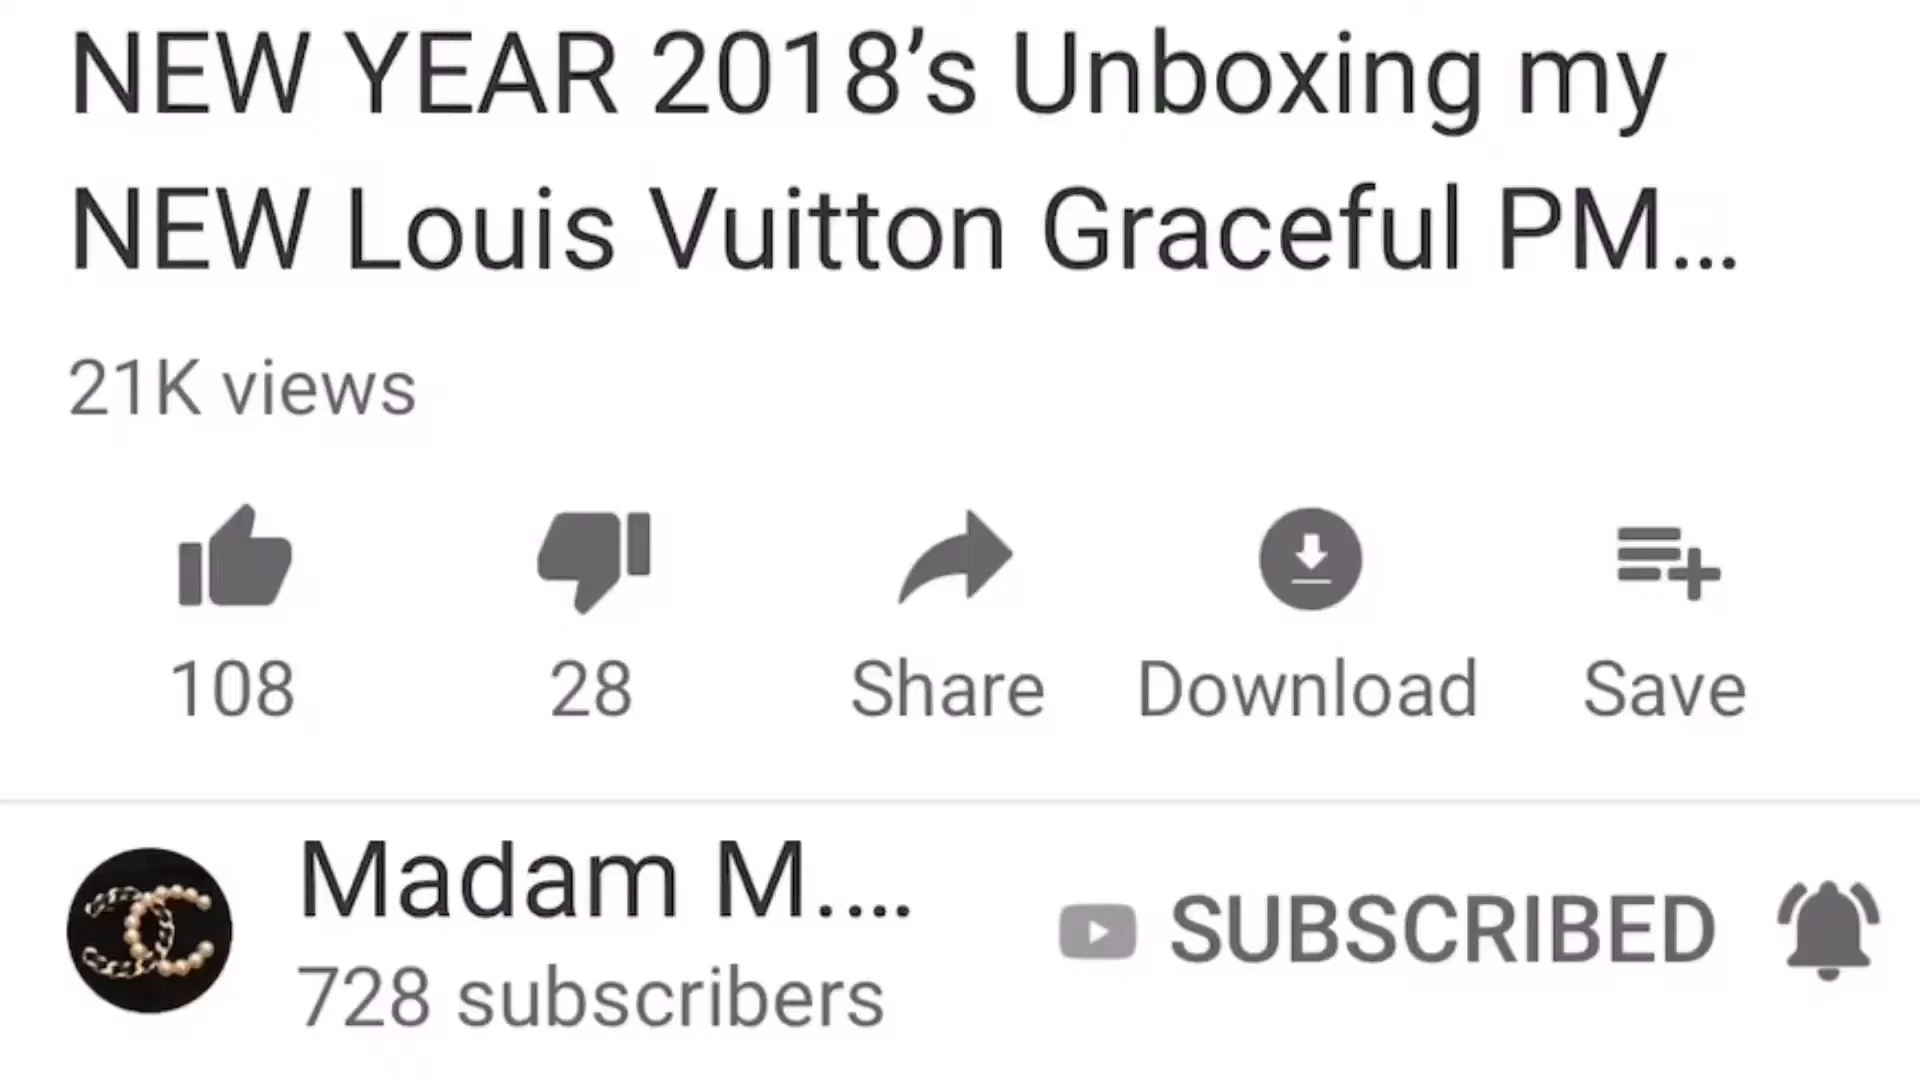 NEW YEAR 2018’s Unboxing my
NEW Louis Vuitton Graceful PM...
21K views
108 28 Share Download Save
Madam M....
SUBSCRIBED
728 subscribers